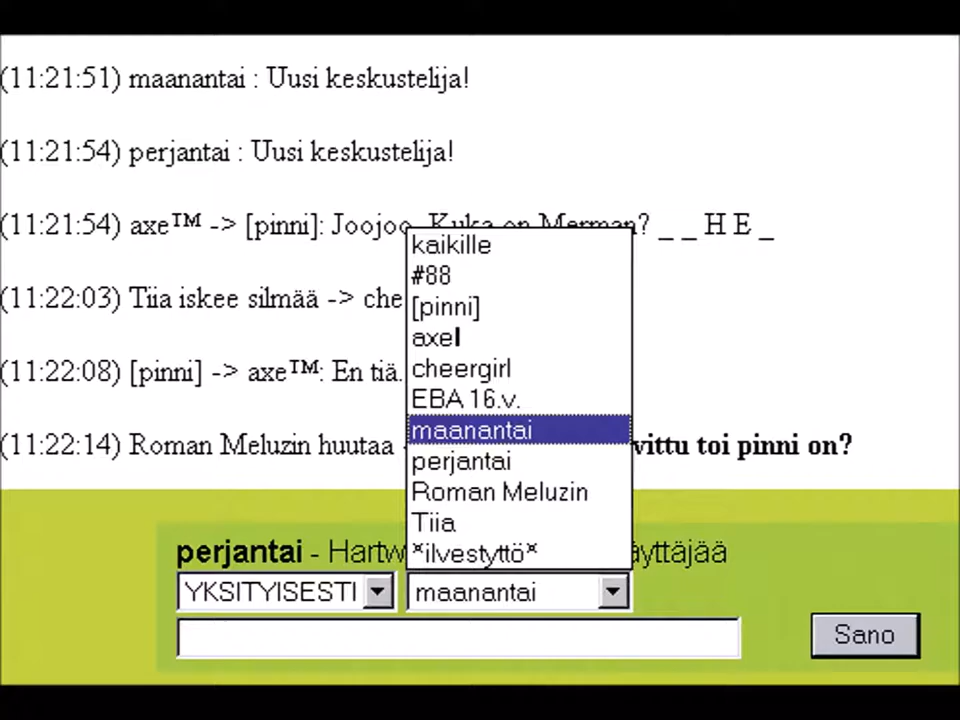 (11:21:51) maanantai : Uusi keskustelija!
(11:21:54) perjantai : Uusi keskustelija!
(11:21:54) axe™ -> [pinni]: Joojoo. Kuka on Merman? _ _ H E _
(11:22:03) Tiia iskee silmää -> che
(11:22:08) [pinni] -> axe™: En tiä.
(11:22:14) Roman Meluzin huutaa - vittu toi pinni on?
kaikille
#88
[pinni]
axel
cheergirl
EBA 16.v.
maanantai
perjantai
Roman Meluzin
Tiia
*ilvestyttö*
perjantai - Hartw äyttäjää
YKSITYISESTI maanantai
Sano